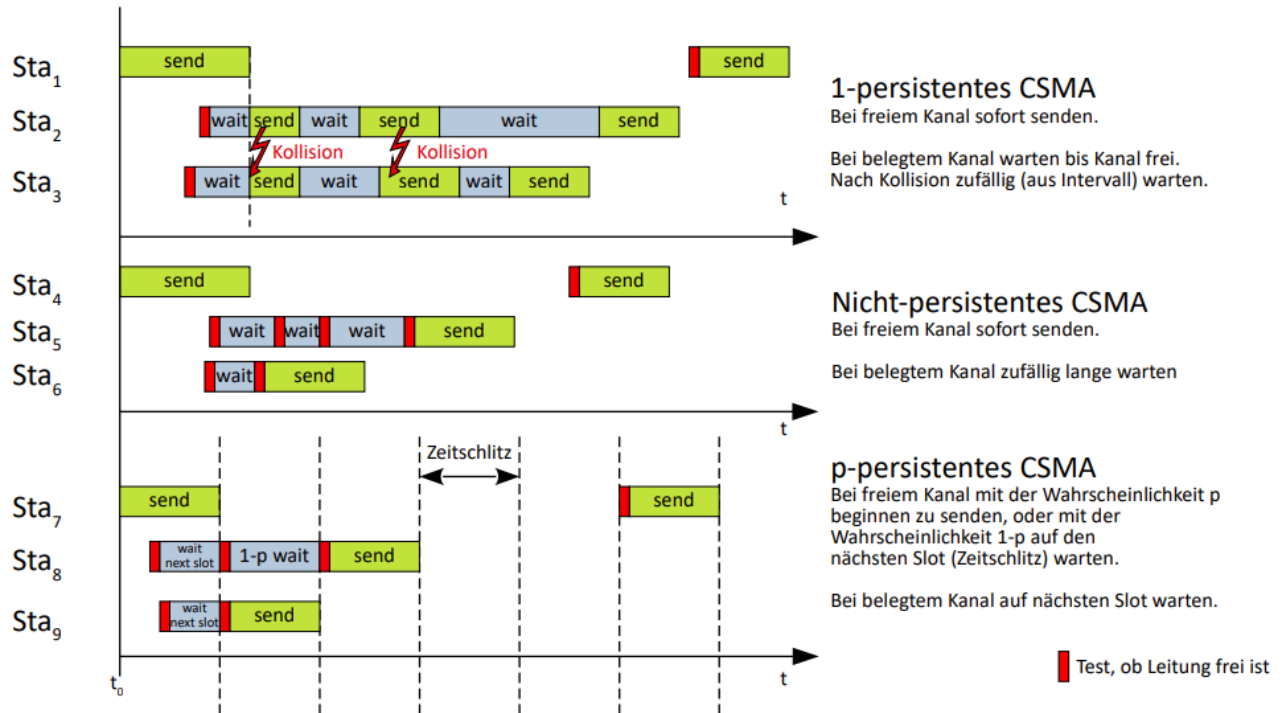 Sta1
send
send
Sta2
wait send wait send wait send
Kollision Kollision
Sta3
wait send wait send wait send
t
1-persistentes CSMA
Bei freiem Kanal sofort senden.
Bei belegtem Kanal warten bis Kanal frei.
Nach Kollision zufällig (aus Intervall) warten.
Sta4
send
send
Sta5
wait wait wait send
Sta6
wait send
t
Nicht-persistentes CSMA
Bei freiem Kanal sofort senden.
Bei belegtem Kanal zufällig lange warten
Zeitschlitz
Sta7
send
send
Sta8
wait
next slot
1-p wait
send
Sta9
wait
next slot
send
t0
t
p-persistentes CSMA
Bei freiem Kanal mit der Wahrscheinlichkeit p
beginnen zu senden, oder mit der
Wahrscheinlichkeit 1-p auf den
nächsten Slot (Zeitschlitz) warten.
Bei belegtem Kanal auf nächsten Slot warten.
Test, ob Leitung frei ist